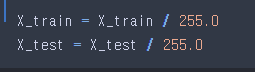 X_train = X_train / 255.0
X_test = X_test / 255.0